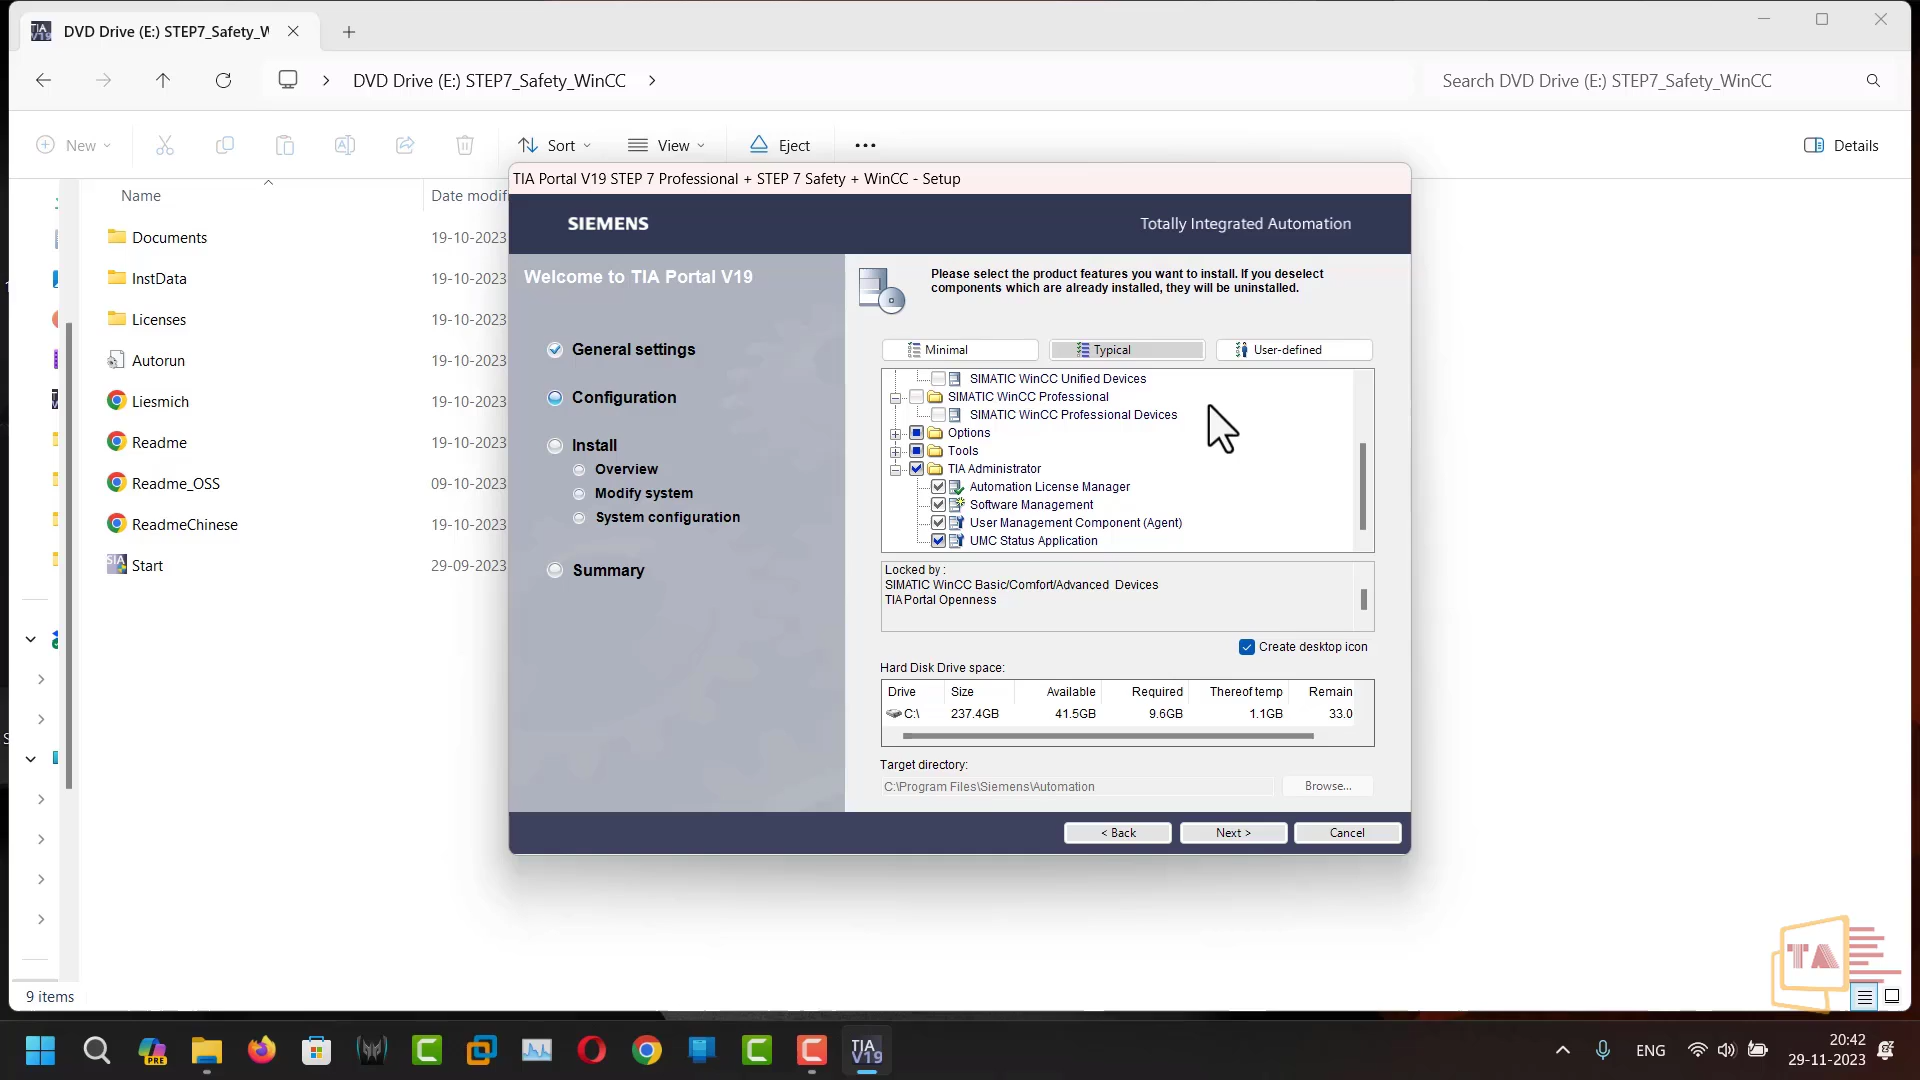 DVD Drive (E:) STEP7_Safety_W
DVD Drive (E:) STEP7_Safety_WinCC
Search DVD Drive (E:) STEP7_Safety_WinCC
New
Sort
View
Eject
Details
Name
Date modif
Documents
19-10-2023
InstData
19-10-2023
Licenses
19-10-2023
Autorun
19-10-2023
Liesmich
19-10-2023
Readme
19-10-2023
Readme_OSS
09-10-2023
ReadmeChinese
19-10-2023
Start
29-09-2023
9 items
TIA Portal V19 STEP 7 Professional + STEP 7 Safety + WinCC - Setup
SIEMENS
Totally Integrated Automation
Welcome to TIA Portal V19
General settings
Configuration
Install
Overview
Modify system
System configuration
Summary
Please select the product features you want to install. If you deselect
components which are already installed, they will be uninstalled.
Minimal
Typical
User-defined
SIMATIC WinCC Unified Devices
SIMATIC WinCC Professional
SIMATIC WinCC Professional Devices
Options
Tools
TIA Administrator
Automation License Manager
Software Management
User Management Component (Agent)
UMC Status Application
Locked by :
SIMATIC WinCC Basic/Comfort/Advanced Devices
TIA Portal Openness
Create desktop icon
Hard Disk Drive space:
Drive Size Available Required Thereof temp Remain
C:\ 237.4GB 41.5GB 9.6GB 1.1GB 33.0
Target directory:
C:\Program Files\Siemens\Automation
Browse...
< Back
Next >
Cancel
TA
PRE
TIA
V19
ENG
20:42
29-11-2023